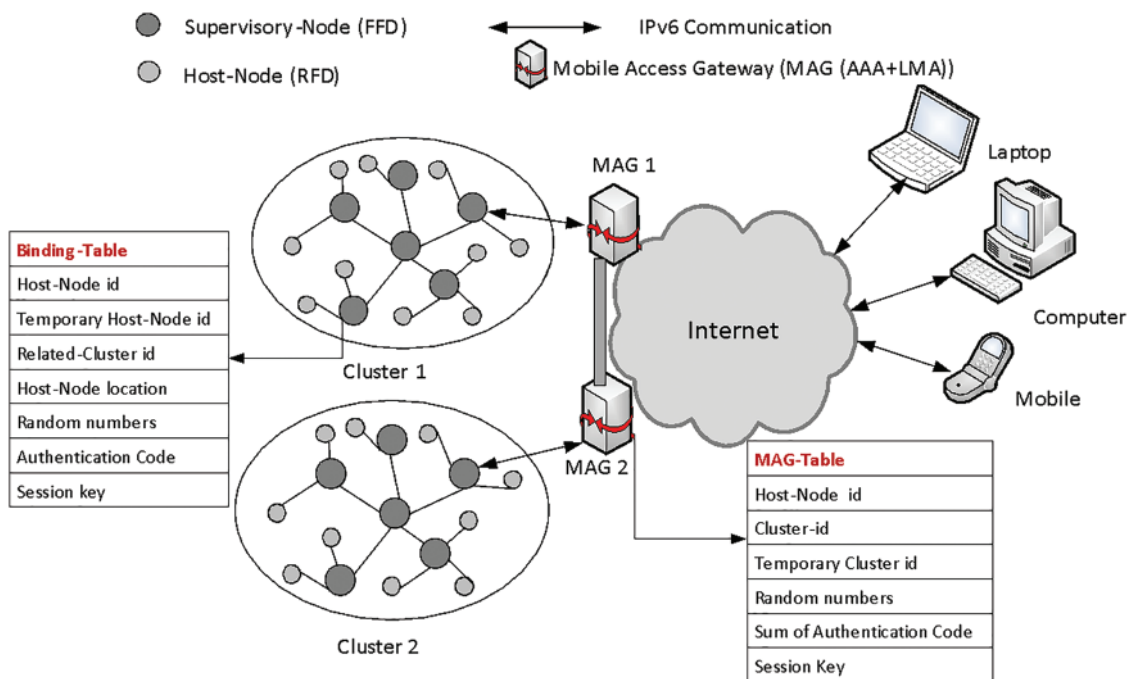 Supervisory-Node (FFD)
IPv6 Communication
Host-Node (RFD)
Mobile Access Gateway (MAG (AAA+LMA))
MAG 1
Laptop
Binding-Table
Host-Node id
Temporary Host-Node id
Related-Cluster id
Host-Node location
Random numbers
Authentication Code
Session key
Cluster 1
Internet
Computer
Mobile
MAG 2
MAG-Table
Host-Node id
Cluster-id
Temporary Cluster id
Random numbers
Sum of Authentication Code
Session Key
Cluster 2